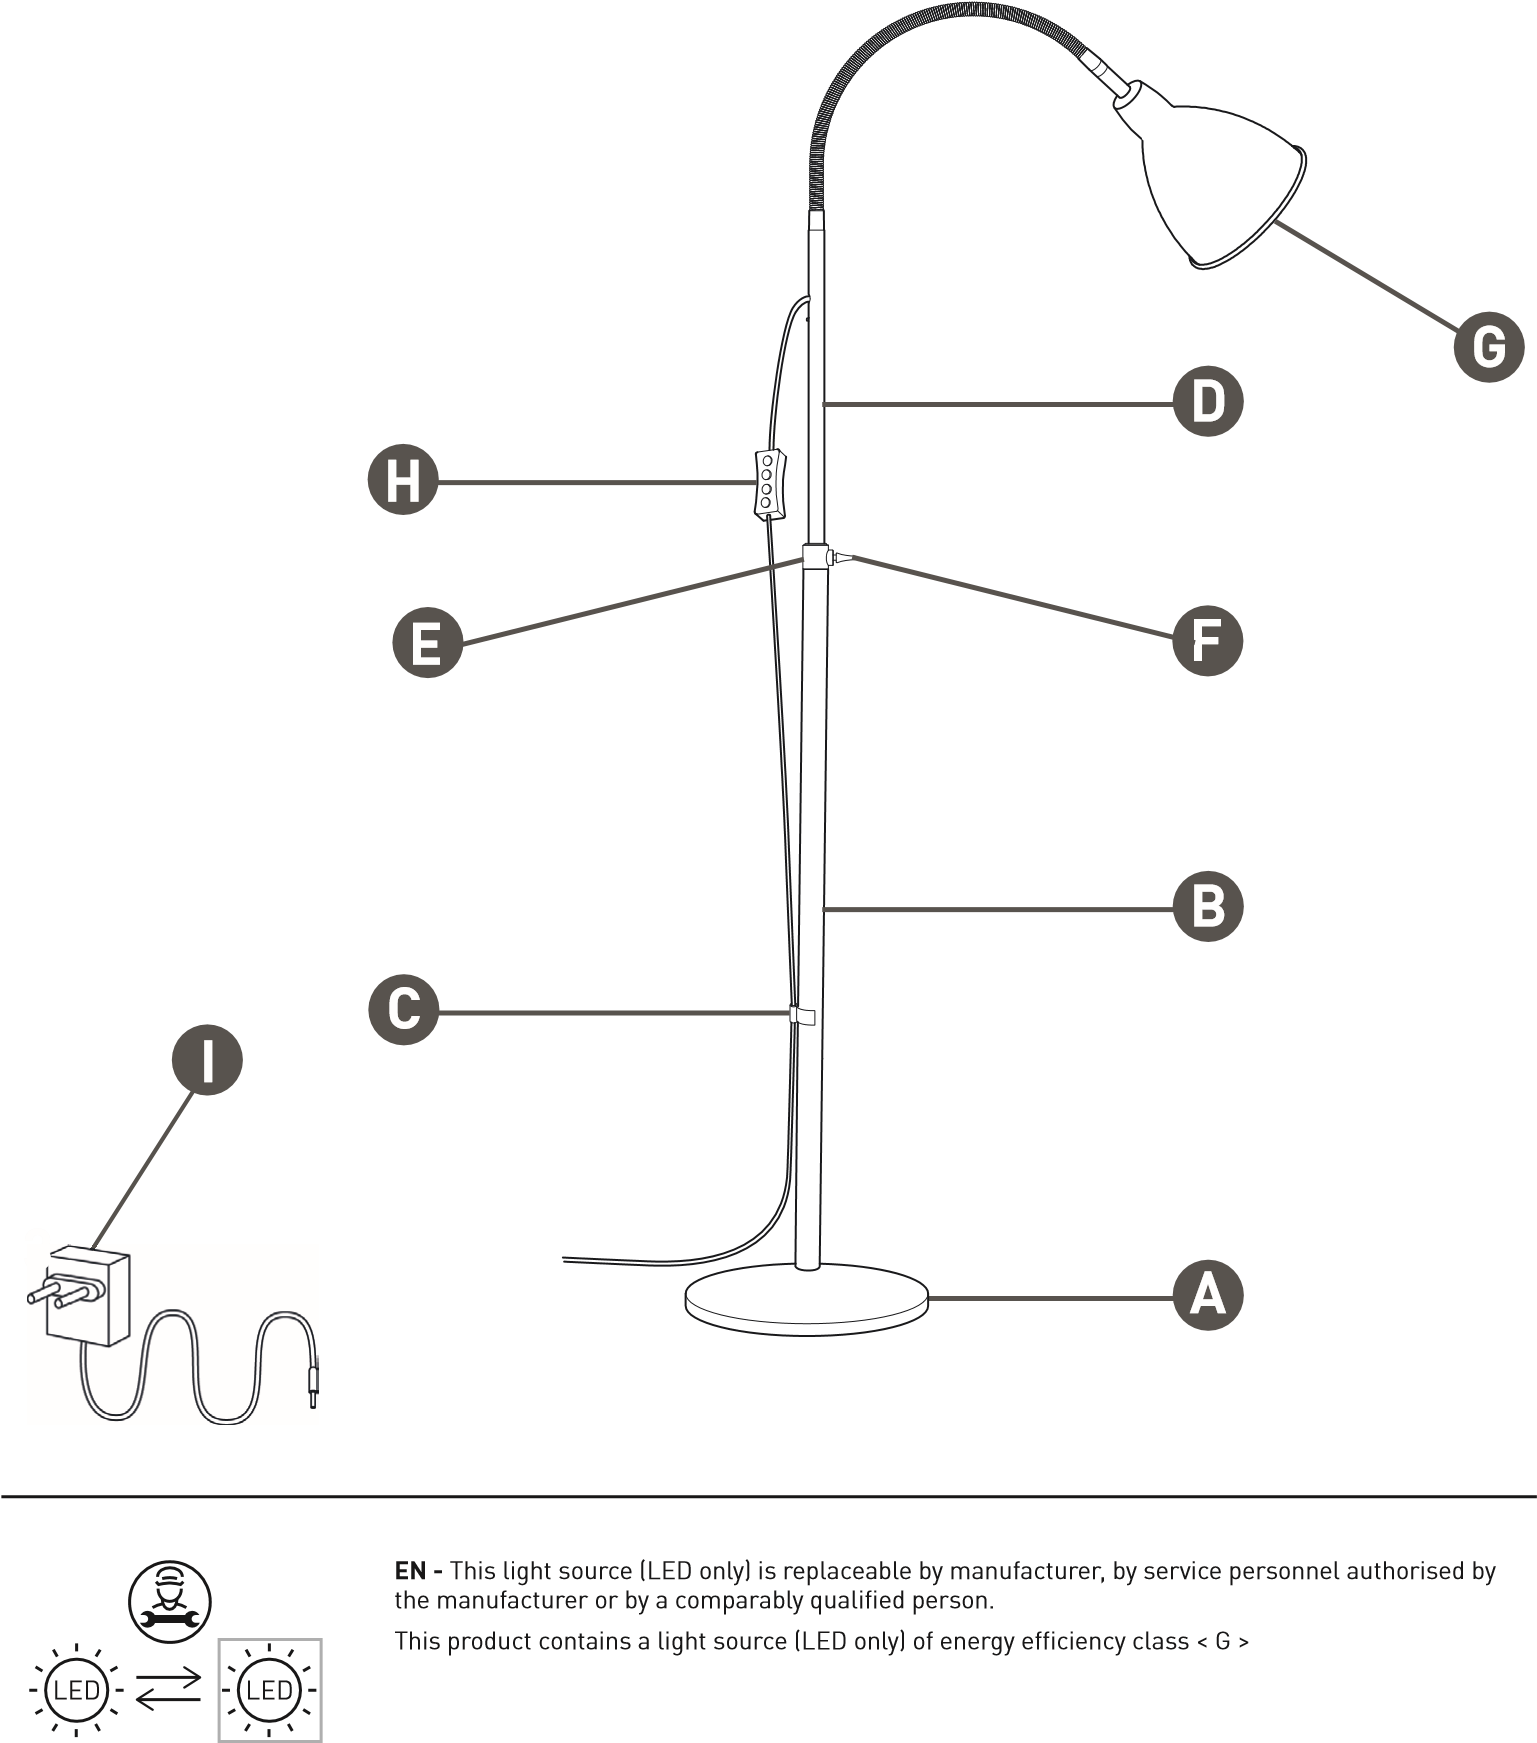 G
D
H
E
F
B
C
I
A
EN - This light source (LED only) is replaceable by manufacturer, by service personnel authorised by
the manufacturer or by a comparably qualified person.
This product contains a light source (LED only) of energy efficiency class < G >
LED
LED